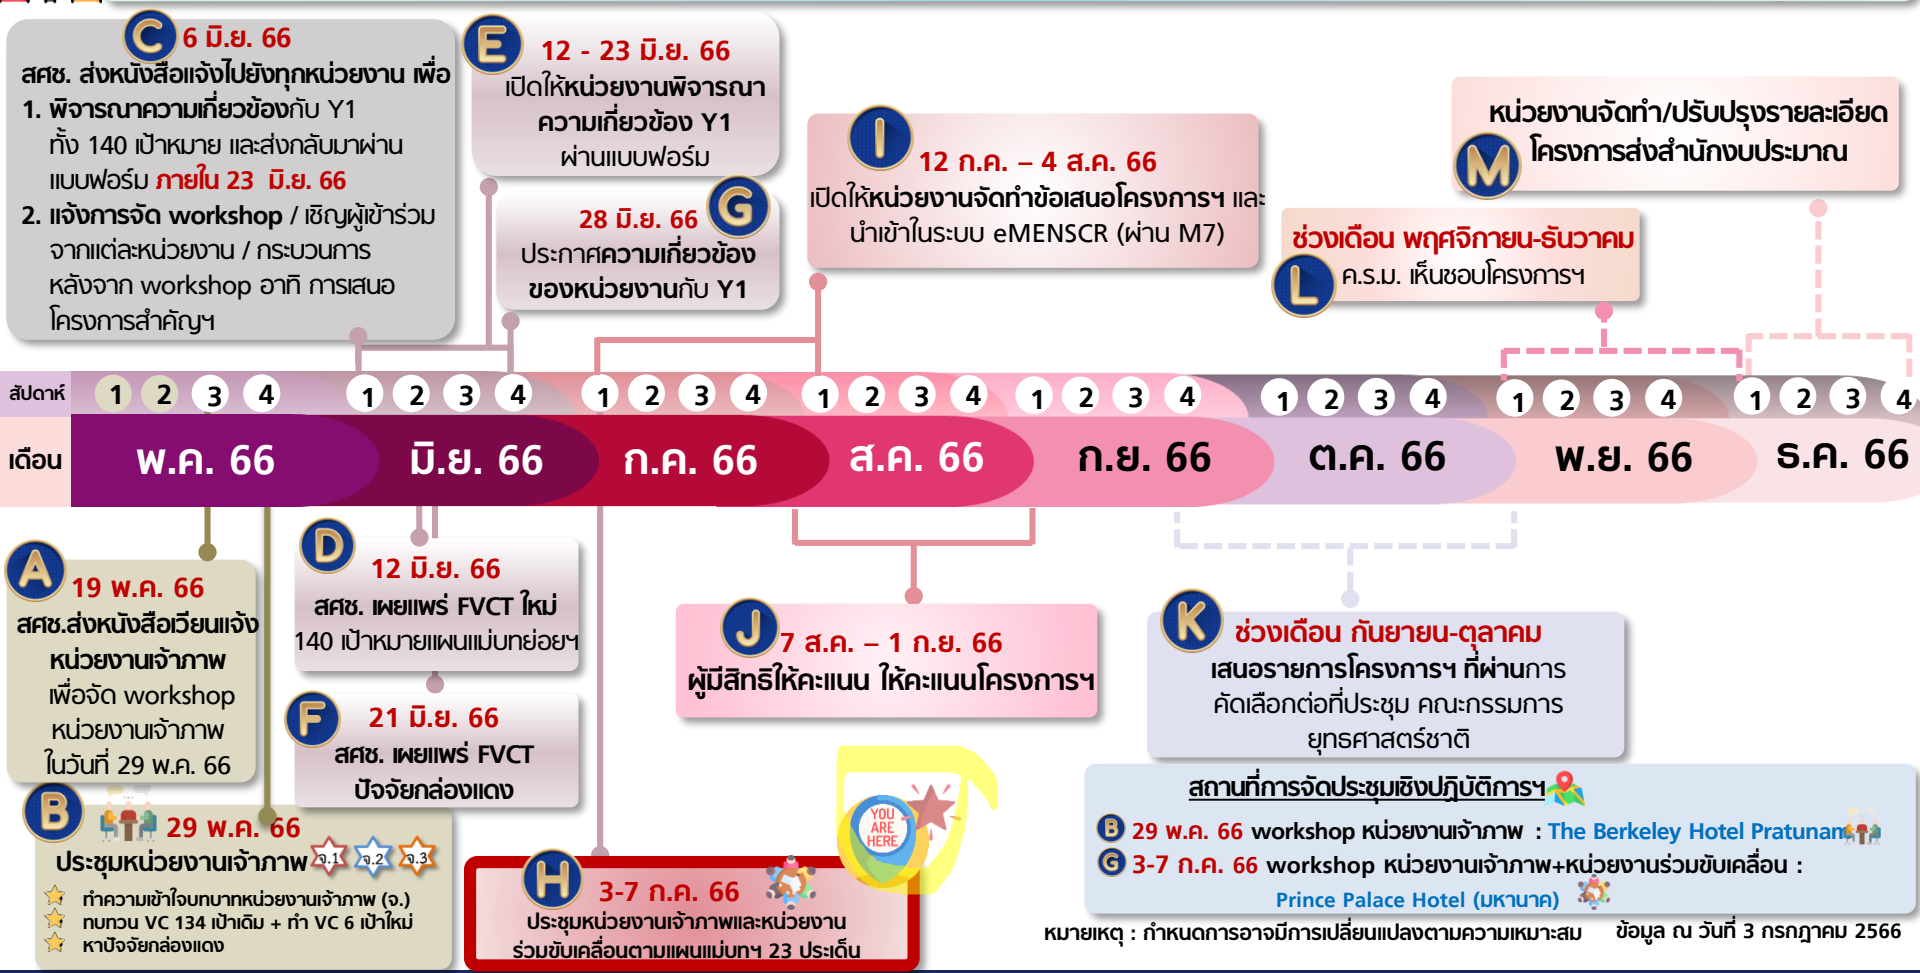 C 6 มิ.ย. 66
สศช. ส่งหนังสือแจ้งไปยังทุกหน่วยงาน เพื่อ
1. พิจารณาความเกี่ยวข้องกับ Y1
ทั้ง 140 เป้าหมาย และส่งกลับมาผ่าน
แบบฟอร์ม ภายใน 23 มิ.ย. 66
2. แจ้งการจัด workshop / เชิญผู้เข้าร่วม
จากแต่ละหน่วยงาน / กระบวนการ
หลังจาก workshop อาทิ การเสนอ
โครงการสำคัญฯ
E 12 - 23 มิ.ย. 66
เปิดให้หน่วยงานพิจารณา
ความเกี่ยวข้อง Y1
ผ่านแบบฟอร์ม
G
28 มิ.ย. 66
ประกาศความเกี่ยวข้อง
ของหน่วยงานกับ Y1
I
12 ก.ค. – 4 ส.ค. 66
เปิดให้หน่วยงานจัดทำข้อเสนอโครงการฯ และ
นำเข้าในระบบ eMENSCR (ผ่าน M7)
M
หน่วยงานจัดทำ/ปรับปรุงรายละเอียด
โครงการส่งสำนักงบประมาณ
L
ช่วงเดือน พฤศจิกายน-ธันวาคม
ค.ร.ม. เห็นชอบโครงการฯ
สัปดาห์ 1 2 3 4 1 2 3 4 1 2 3 4 1 2 3 4 1 2 3 4 1 2 3 4 1 2 3 4 1 2 3 4
เดือน พ.ค. 66 มิ.ย. 66 ก.ค. 66 ส.ค. 66 ก.ย. 66 ต.ค. 66 พ.ย. 66 ธ.ค. 66
A
19 พ.ค. 66
สศช.ส่งหนังสือเวียนแจ้ง
หน่วยงานเจ้าภาพ
เพื่อจัด workshop
หน่วยงานเจ้าภาพ
ในวันที่ 29 พ.ค. 66
B
29 พ.ค. 66
ประชุมหน่วยงานเจ้าภาพ จ.1 จ.2 จ.3
ทำความเข้าใจบทบาทหน่วยงานเจ้าภาพ (จ.)
ทบทวน VC 134 เป้าเดิม + ทำ VC 6 เป้าใหม่
หาปัจจัยกล่องแดง
D
12 มิ.ย. 66
สศช. เผยแพร่ FVCT ใหม่
140 เป้าหมายแผนแม่บทย่อยฯ
F
21 มิ.ย. 66
สศช. เผยแพร่ FVCT
ปัจจัยกล่องแดง
H
3-7 ก.ค. 66
ประชุมหน่วยงานเจ้าภาพและหน่วยงาน
ร่วมขับเคลื่อนตามแผนแม่บทฯ 23 ประเด็น
J
7 ส.ค. – 1 ก.ย. 66
ผู้มีสิทธิให้คะแนน ให้คะแนนโครงการฯ
YOU
ARE
HERE
K
ช่วงเดือน กันยายน-ตุลาคม
เสนอรายการโครงการฯ ที่ผ่านการ
คัดเลือกต่อที่ประชุม คณะกรรมการ
ยุทธศาสตร์ชาติ
สถานที่การจัดประชุมเชิงปฏิบัติการฯ
B 29 พ.ค. 66 workshop หน่วยงานเจ้าภาพ : The Berkeley Hotel Pratunam
G 3-7 ก.ค. 66 workshop หน่วยงานเจ้าภาพ+หน่วยงานร่วมขับเคลื่อน :
Prince Palace Hotel (มหานาค)
หมายเหตุ : กำหนดการอาจมีการเปลี่ยนแปลงตามความเหมาะสม ข้อมูล ณ วันที่ 3 กรกฎาคม 2566